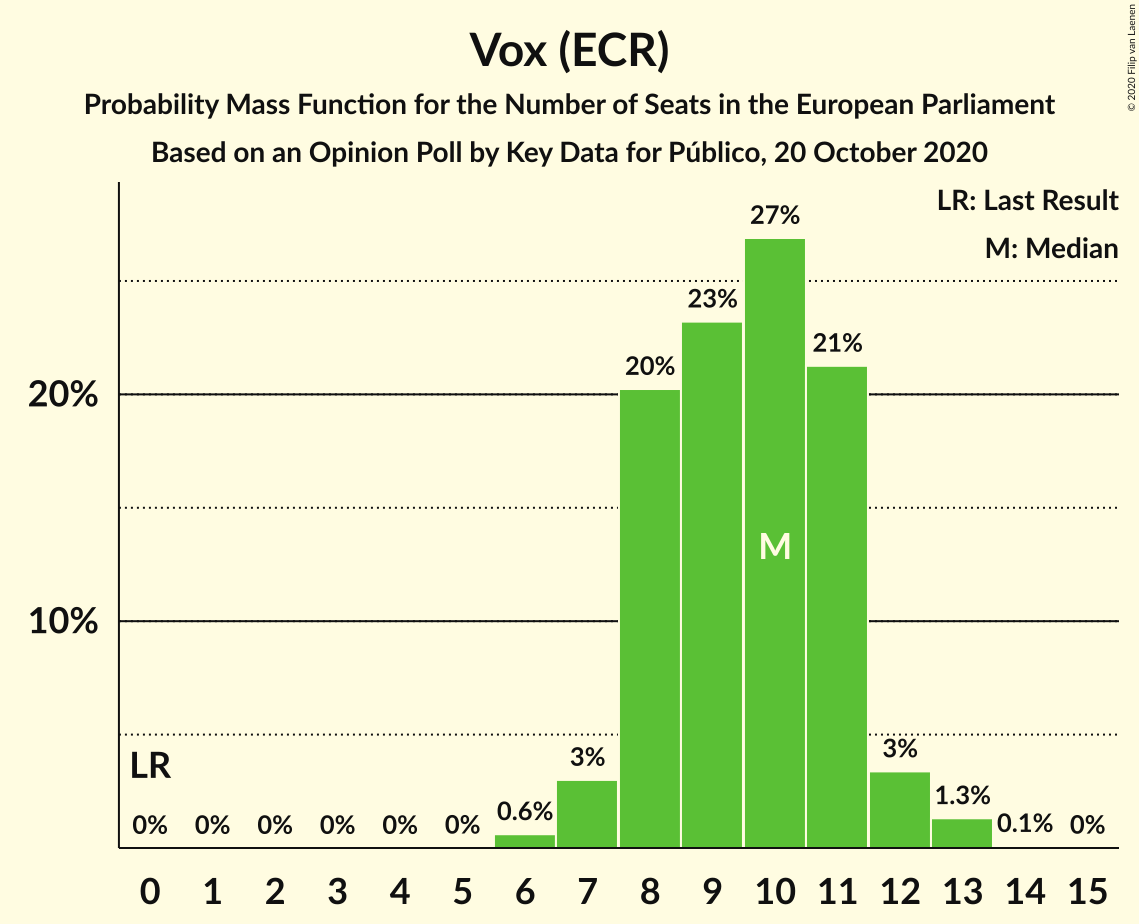 Vox (ECR)
Probability Mass Function for the Number of Seats in the European Parliament
Based on an Opinion Poll by Key Data for Público, 20 October 2020
© 2020 Filip van Laenen
LR: Last Result
M: Median
20%
10%
LR
0%
0%
0%
0%
0%
0%
0.6%
3%
20%
23%
27%
M
21%
3%
1.3%
0.1%
0%
0 1 2 3 4 5 6 7 8 9 10 11 12 13 14 15